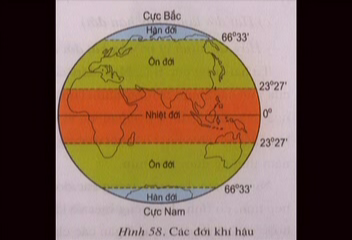 Cực Bắc
Hàn đới
66°33'
Ôn đới
23°27'
Nhiệt đới
0°
23°27'
Ôn đới
66°33'
Hàn đới
Cực Nam
Hình 58. Các đới khí hậu